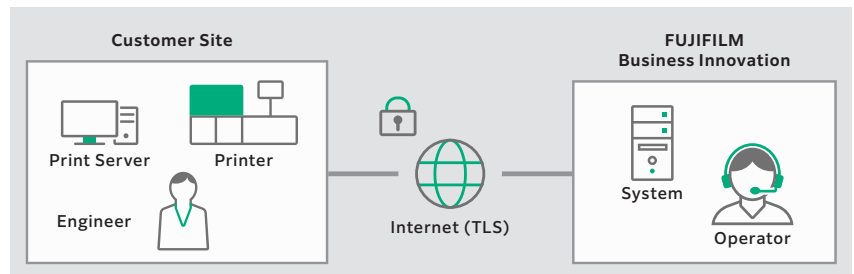 Customer Site
FUJIFILM
Business Innovation
Print Server
Printer
Engineer
Internet (TLS)
System
Operator